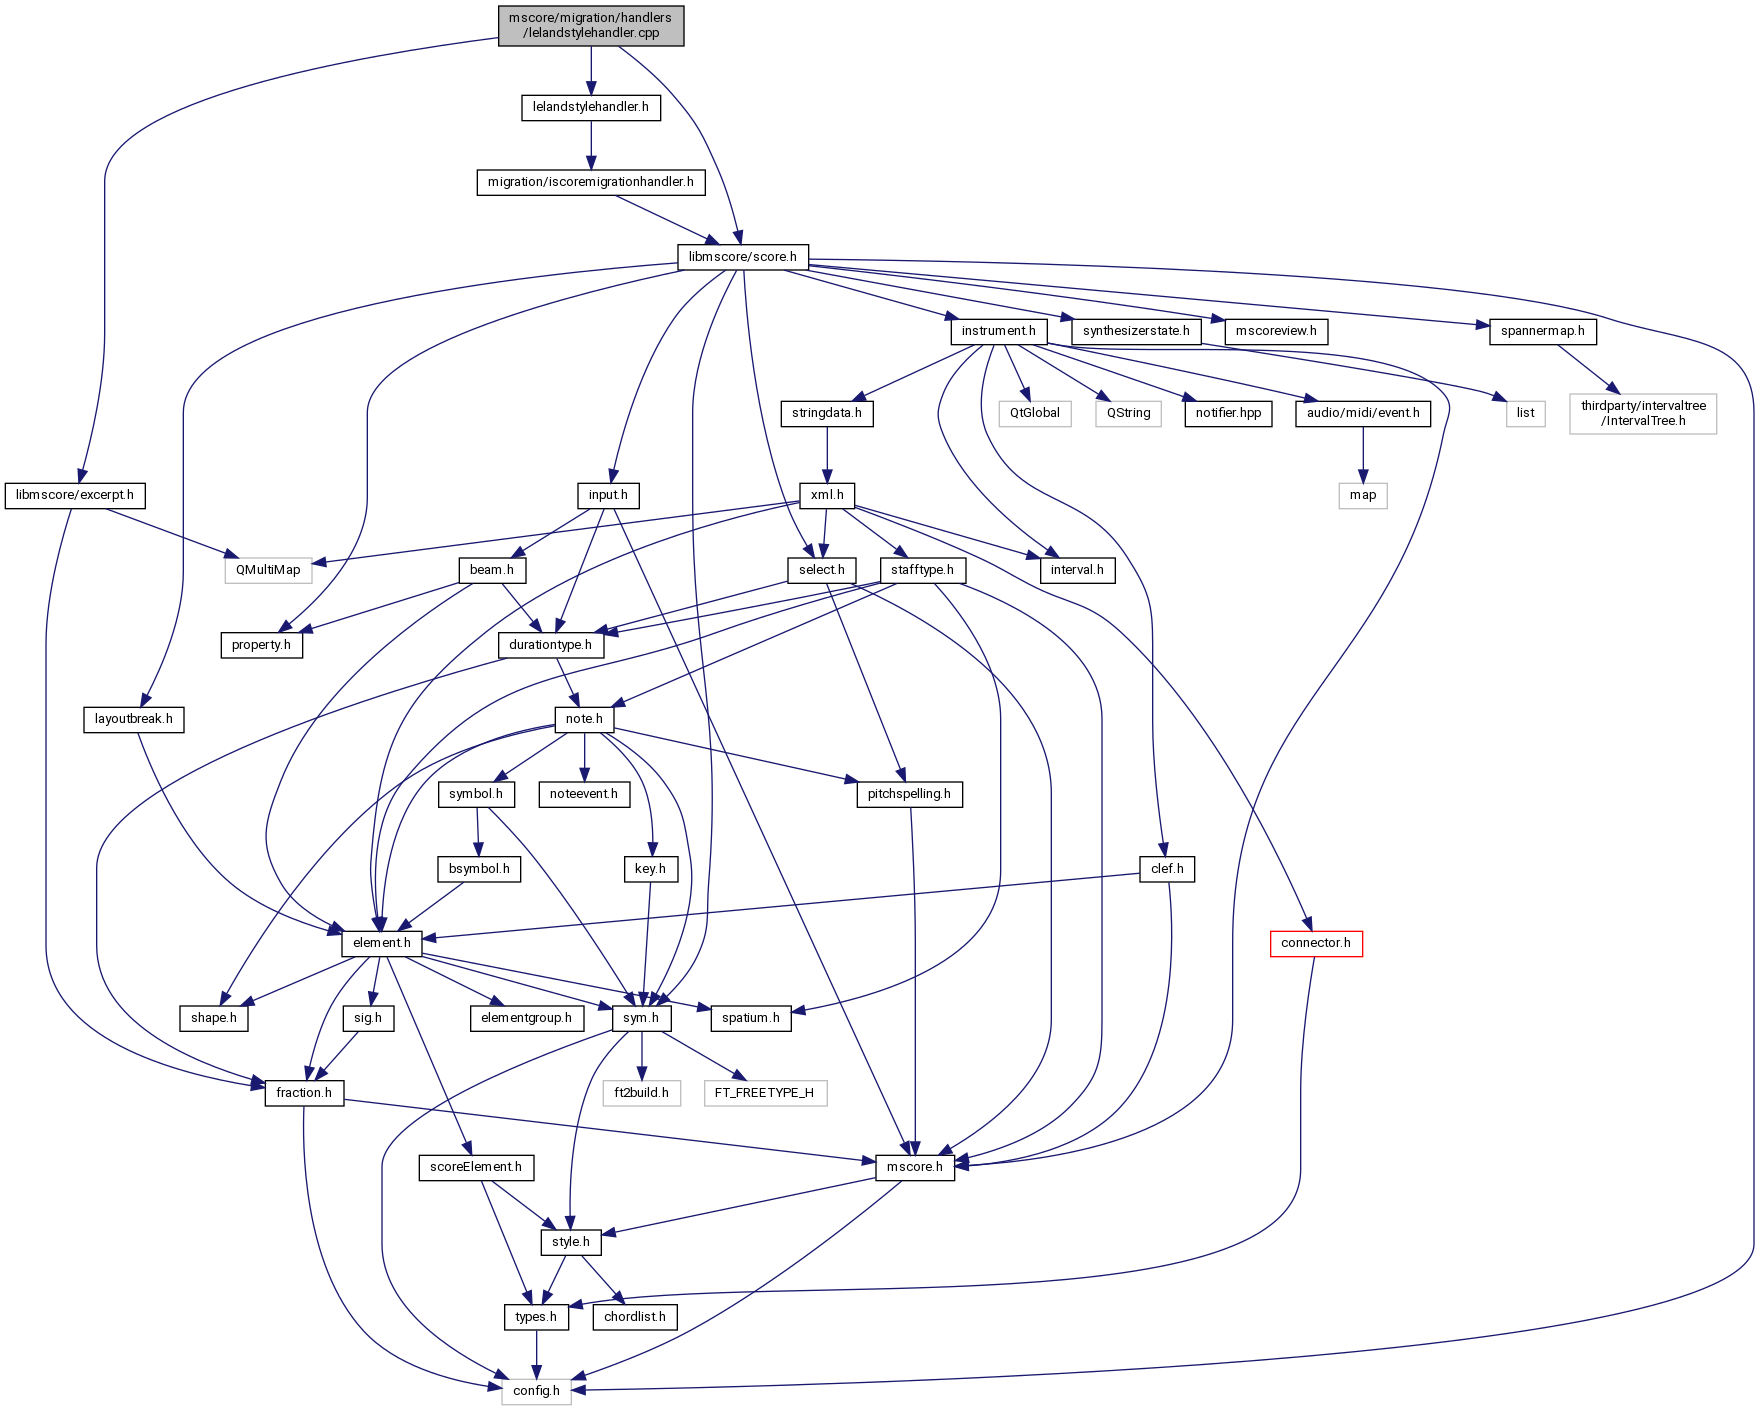 mscore/migration/handlers
/lelandstylehandler.cpp
lelandstylehandler.h
migration/iscoremigrationhandler.h
libmscore/score.h
instrument.h
synthesizerstate.h
mscoreview.h
spannermap.h
stringdata.h
QtGlobal
QString
notifier.hpp
audio/midi/event.h
list
thirdparty/intervaltree
/IntervalTree.h
libmscore/excerpt.h
input.h
xml.h
map
QMultiMap
beam.h
select.h
stafftype.h
interval.h
property.h
durationtype.h
layoutbreak.h
note.h
symbol.h
noteevent.h
pitchspelling.h
bsymbol.h
key.h
clef.h
element.h
connector.h
shape.h
sig.h
elementgroup.h
sym.h
spatium.h
fraction.h
ft2build.h
FT_FREETYPE_H
scoreElement.h
mscore.h
style.h
types.h
chordlist.h
config.h